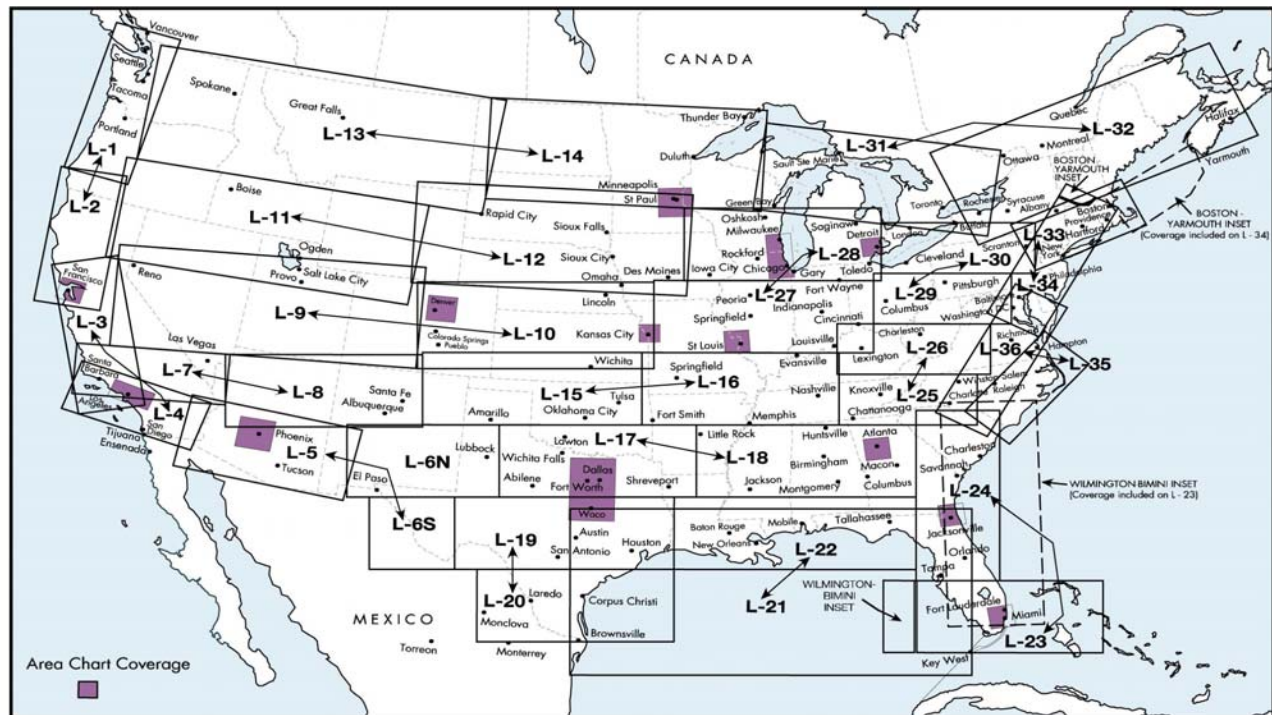 CANADA
Vancouver
Seattle
Tacoma
Portland
L-1
L-2
Spokane
Great Falls
L-13
L-14
Thunder Bay
Duluth
Sault Ste Marie
L-31
L-32
Quebec
Montreal
Ottawa
Halifax
Yarmouth
BOSTON
YARMOUTH
INSET
BOSTON -
YARMOUTH INSET
(Coverage included on L - 34)
Boise
L-11
Rapid City
Minneapolis
St Paul
Green Bay
Oshkosh
Milwaukee
Rockford
Chicago
Gary
Saginaw
Detroit
London
Toronto
Rochester
Buffalo
Syracuse
Albany
Boston
Providence
Hartford
Scranton
New
York
L-33
Philadelphia
L-34
Sioux Falls
Sioux City
L-12
Omaha
Des Moines
Lincoln
Iowa City
L-28
Toledo
L-27
Fort Wayne
Cleveland
L-30
L-29
Pittsburgh
Columbus
Baltimore
Washington DC
San
Francisco
Reno
Ogden
Salt Lake City
Provo
L-3
L-9
L-10
Denver
Colorado Springs
Pueblo
Kansas City
Peoria
Springfield
Indianapolis
Cincinnati
St Louis
Louisville
Evansville
Charleston
Lexington
L-26
L-25
Richmond
Hampton
L-36
L-35
Winston-Salem
Raleigh
Charlotte
Las Vegas
Santa
Barbara
Los
Angeles
L-7
L-8
L-4
San
Diego
Tijuana
Ensenada
Santa Fe
Albuquerque
Wichita
L-15
L-16
Springfield
Tulsa
Oklahoma City
Amarillo
Fort Smith
Nashville
Knoxville
Chattanooga
Memphis
Phoenix
L-5
Tucson
El Paso
L-6N
Lubbock
L-6S
Lawton
Wichita Falls
L-17
L-18
Little Rock
Huntsville
Atlanta
Abilene
Dallas
Fort Worth
Waco
Shreveport
Jackson
Birmingham
Montgomery
Macon
Columbus
Charleston
Savannah
L-24
WILMINGTON BIMINI INSET
(Coverage included on L - 23)
L-19
Austin
San Antonio
Houston
Baton Rouge
New Orleans
Mobile
Tallahassee
Jacksonville
Orlando
Tampa
L-22
L-21
WILMINGTON-
BIMINI
INSET
Fort Lauderdale
Miami
L-23
Key West
L-20
Laredo
Corpus Christi
Monclova
Brownsville
Monterrey
MEXICO
Torreon
Area Chart Coverage